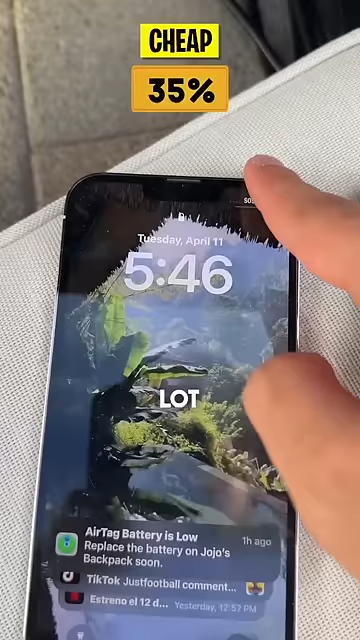 CHEAP
35%
Tuesday, April 11
5:46
LOT
AirTag Battery is Low
1h ago
Replace the battery on Jojo's
Backpack soon.
TikTok Justfootball comment...
Estreno el 12 d...
Yesterday, 12:57 PM